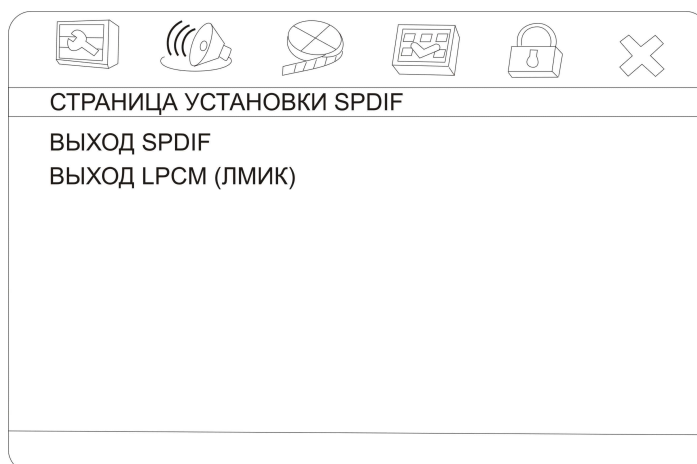 СТРАНИЦА УСТАНОВКИ SPDIF
ВЫХОД SPDIF
ВЫХОД LPCM (ЛМИК)